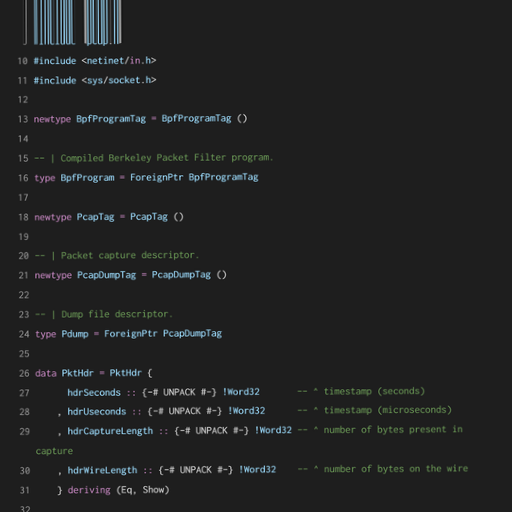 10 #include <netinet/in.h>
11 #include <sys/socket.h>
12
13 newtype BpfProgramTag = BpfProgramTag ()
14
15 -- | Compiled Berkeley Packet Filter program.
16 type BpfProgram = ForeignPtr BpfProgramTag
17
18 newtype PcapTag = PcapTag ()
19
20 -- | Packet capture descriptor.
21 newtype PcapDumpTag = PcapDumpTag ()
22
23 -- | Dump file descriptor.
24 type Pdump = ForeignPtr PcapDumpTag
25
26 data PktHdr = PktHdr {
27 hdrSeconds :: {-# UNPACK #-} !Word32 -- ^ timestamp (seconds)
28 , hdrUseconds :: {-# UNPACK #-} !Word32 -- ^ timestamp (microseconds)
29 , hdrCaptureLength :: {-# UNPACK #-} !Word32 -- ^ number of bytes present in
capture
30 , hdrWireLength :: {-# UNPACK #-} !Word32 -- ^ number of bytes on the wire
31 } deriving (Eq, Show)
32